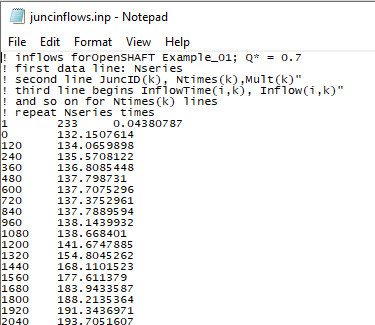 juncinflows.inp - Notepad
File Edit Format View Help
! inflows forOpenSHAFT Example_01; Q* = 0.7
! first data line: Nseries
! second line JuncID(k), Ntimes(k),Mult(k)"
! third line begins InflowTime(i,k), Inflow(i,k)"
! and so on for Ntimes(k) lines
! repeat Nseries times
1 233 0.04380787
0 132.1507614
120 134.0659898
240 135.5708122
360 136.8085448
480 137.798731
600 137.7075296
720 137.3752961
840 137.7889594
960 138.1439932
1080 138.668401
1200 141.6747885
1320 154.8045262
1440 168.1101523
1560 177.611379
1680 183.9433587
1800 188.2135364
1920 191.3436971
2040 193.7051607